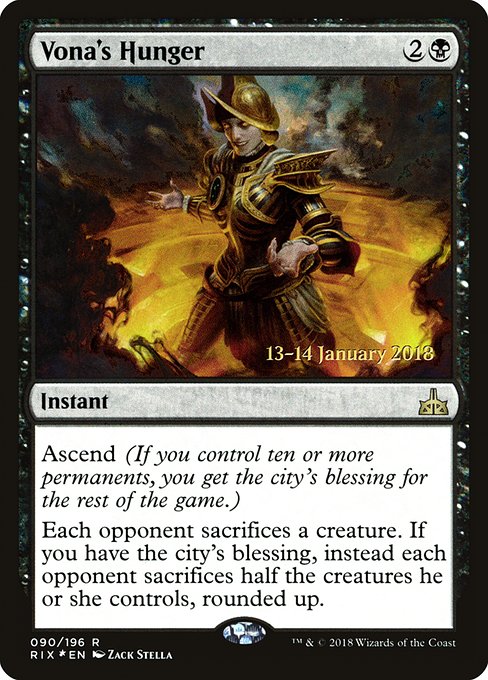 Vona's Hunger 2
13–14 January 2018
Instant
Ascend (If you control ten or more
permanents, you get the city's blessing for
the rest of the game.)
Each opponent sacrifices a creature. If
you have the city's blessing, instead each
opponent sacrifices half the creatures he
or she controls, rounded up.
090/196 R
RIX★EN Zack Stella
™ & © 2018 Wizards of the Coast